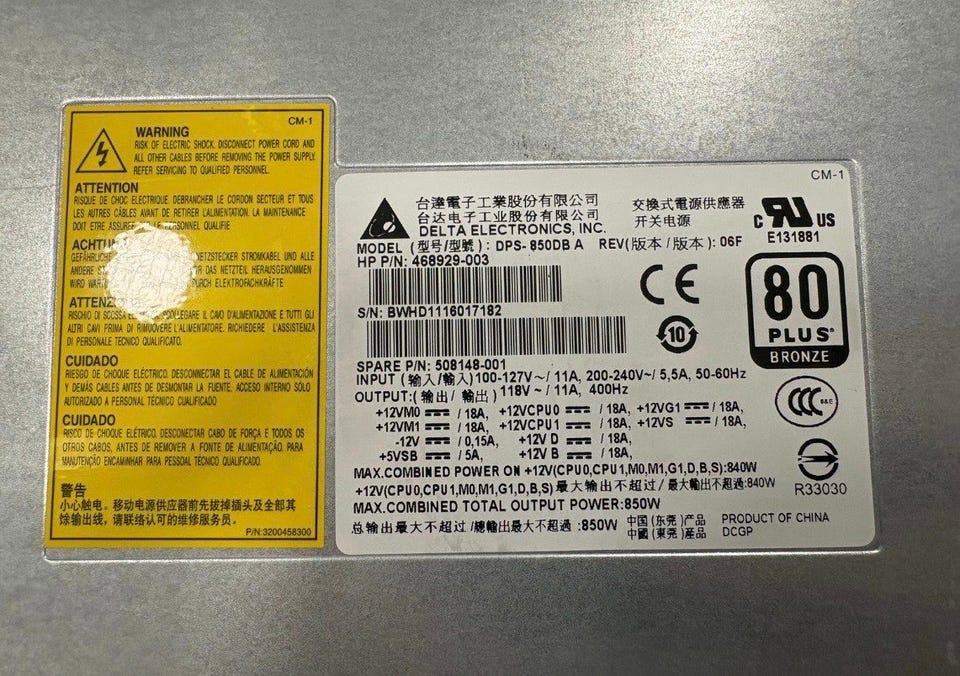 CM-1
WARNING
RISK OF ELECTRIC SHOCK. DISCONNECT POWER CORD AND
ALL OTHER CABLES BEFORE REMOVING THE POWER SUPPLY.
REFER SERVICING TO QUALIFIED PERSONNEL.
ATTENTION
RISQUE DE CHOC ELECTRIQUE. DEBRANCHER LE CORDON SECTEUR ET TOUS
LES AUTRES CÂBLES AVANT DE RETIRER L'ALIMENTATION. LA MAINTENANCE
DOIT ETRE QUALIFIE
GEFÄHRLICHE NETZSTECKER STROMKABEL UND ALLE
ANDERE DAS NETZTEIL HERAUSGENOMMEN
WIRD DURCH ELEKTROFACHKRÄFTE
RISCHIO DI SCOSSA SCOLLEGARE IL CAVO D'ALIMENTAZIONE E TUTTI GLI
ALTRI CAVI PRIMA DI RIMUOVERE L'ALIMENTATORE. RICHIEDERE L'ASSISTENZA
DI PERSONALE TECNICO QUALIFICATO.
CUIDADO
RIESGO DE CHOQUE ELÉCTRICO. DESCONECTAR EL CABLE DE ALIMENTACIÓN
Y DEMÁS CABLES ANTES DE DESMONTAR LA FUENTE. ACCESO INTERNO SÓLO
AUTORIZADO A PERSONAL TÉCNICO CUALIFICADO
CUIDADO
RISCO DE CHOQUE ELÉTRICO. DESCONECTAR CABO DE FORÇA E TODOS OS
OTROS CABOS, ANTES DE REMOVER A FONTE DE ALIMENTAÇÃO. PARA
MANUTENÇÃO ENCAMINHAR PARA PESSOAL TÉCNICO QUALIFICADO.
警告
小心触电。移动电源供应器前先拔掉插头及全部其
馀输出线，请联络认可的维修服务员。
P/N:3200458300
CM-1
台達電子工業股份有限公司
台达电子工业股份有限公司
DELTA ELECTRONICS, INC.
交換式電源供應器
开关电源
c UR US
E131881
MODEL (型号/型號) : DPS-850DB A REV(版本/版本) : 06F
HP P/N: 468929-003
CE
S/N: BWHD1116017182
10
80
PLUS®
BRONZE
SPARE P/N: 508148-001
INPUT (输入/輸入) 100-127V~/ 11A, 200-240V~/ 5,5A, 50-60Hz
OUTPUT:(输出/ 輸出/) 118V ~/ 11A, 400Hz
+12VM0 / 18A, +12VCPU0 / 18A, +12VG1 / 18A,
+12VM1 / 18A, +12VCPU1 / 18A, +12VS / 18A,
-12V / 0,15A, +12V D / 18A,
+5VSB / 5A, +12V B / 18A,
CCC S&E
MAX.COMBINED POWER ON +12V(CPU0,CPU1,M0,M1,G1,D,B,S):840W
+12V(CPU0,CPU1,M0,M1,G1,D,B,S) 最大输出不超过/ 最大輸出不超過:840W
R33030
MAX.COMBINED TOTAL OUTPUT POWER:850W
总输出最大不超过/總輸出最大不超過 :850W
中国 (东莞) 产品 PRODUCT OF CHINA
中國 (東莞) 産品 DCGP